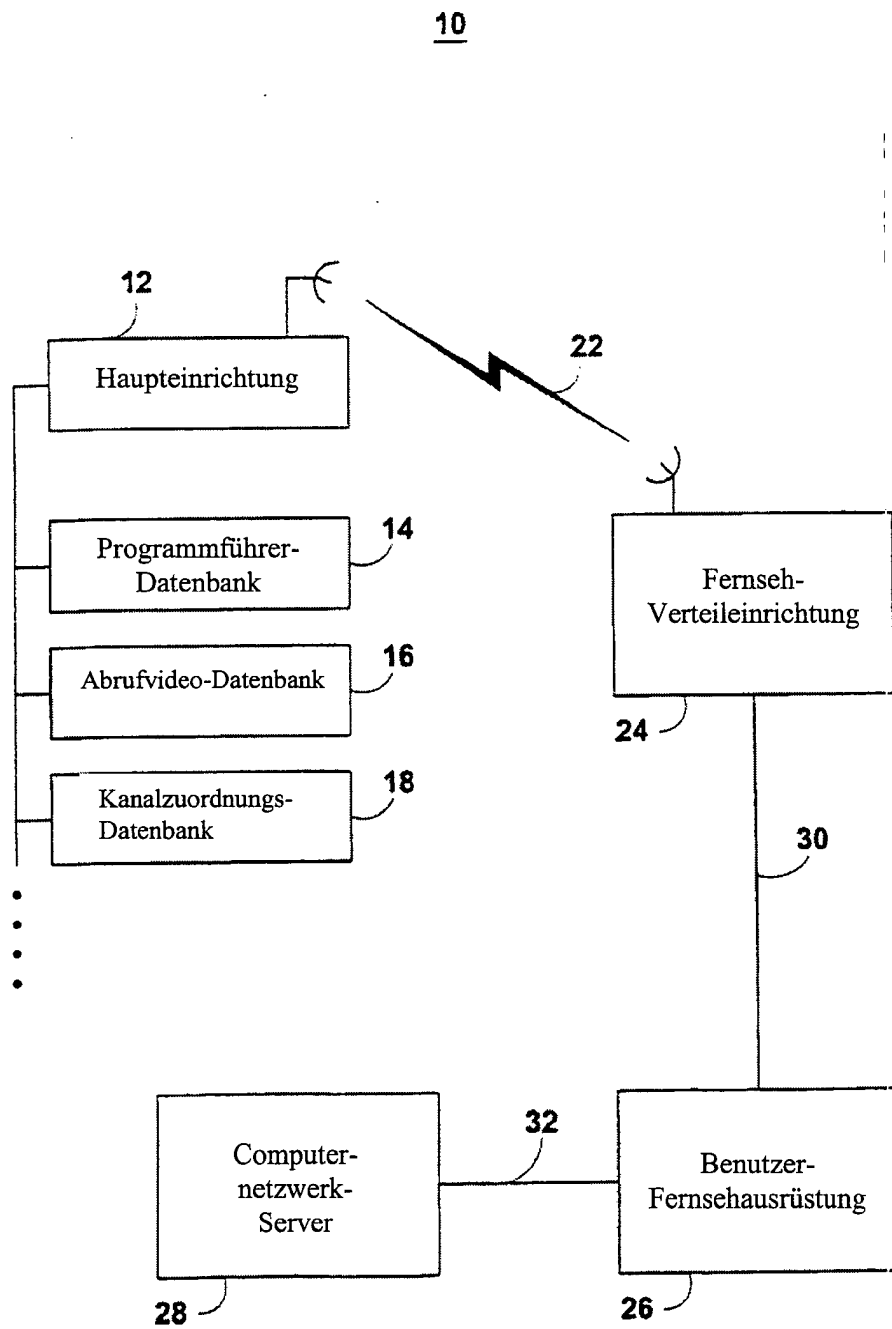 10
12
Haupteinrichtung
22
14
Programmführer-
Datenbank
Fernseh-
Verteileinrichtung
16
Abrufvideo-Datenbank
24
18
Kanalzuordnungs-
Datenbank
30
32
Computer-
netzwerk-
Server
Benutzer-
Fernsehausrüstung
28
26